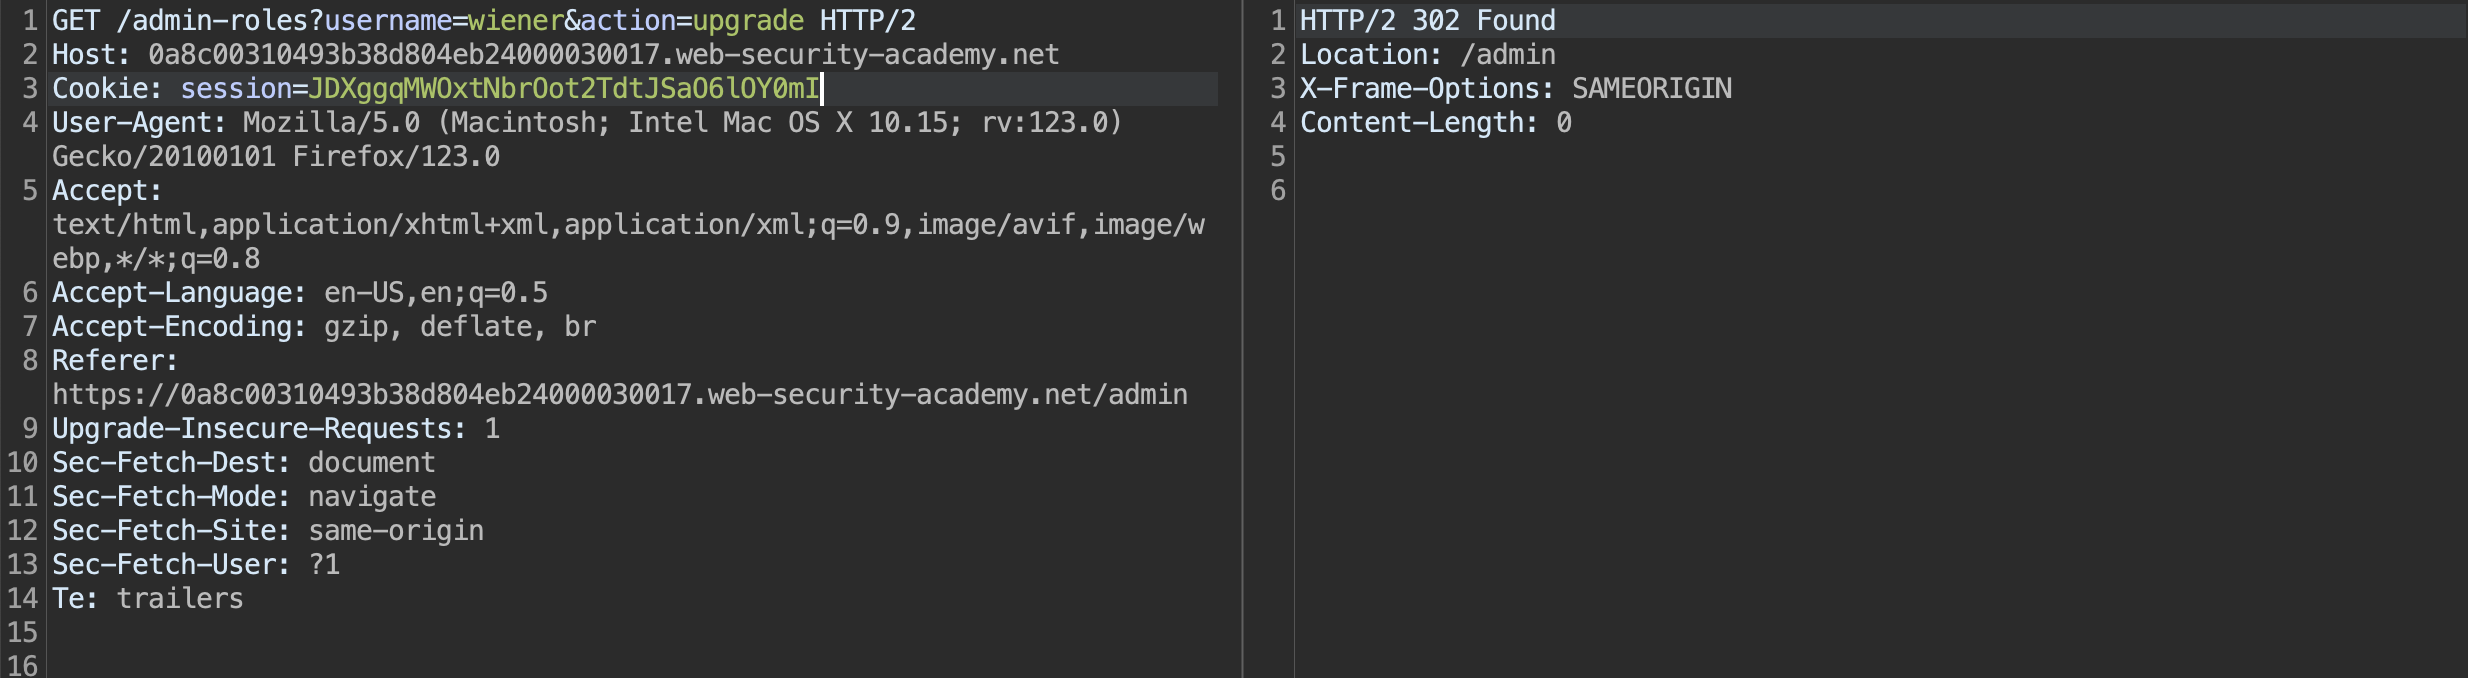 1 GET /admin-roles?username=wiener&action=upgrade HTTP/2
2 Host: 0a8c00310493b38d804eb24000030017.web-security-academy.net
3 Cookie: session=JDXggqMWOxtNbrOot2TdtJSaO6lOY0mI
4 User-Agent: Mozilla/5.0 (Macintosh; Intel Mac OS X 10.15; rv:123.0)
Gecko/20100101 Firefox/123.0
5 Accept:
text/html,application/xhtml+xml,application/xml;q=0.9,image/avif,image/w
ebp,*/*;q=0.8
6 Accept-Language: en-US,en;q=0.5
7 Accept-Encoding: gzip, deflate, br
8 Referer:
https://0a8c00310493b38d804eb24000030017.web-security-academy.net/admin
9 Upgrade-Insecure-Requests: 1
10 Sec-Fetch-Dest: document
11 Sec-Fetch-Mode: navigate
12 Sec-Fetch-Site: same-origin
13 Sec-Fetch-User: ?1
14 Te: trailers
15
16
1 HTTP/2 302 Found
2 Location: /admin
3 X-Frame-Options: SAMEORIGIN
4 Content-Length: 0
5
6